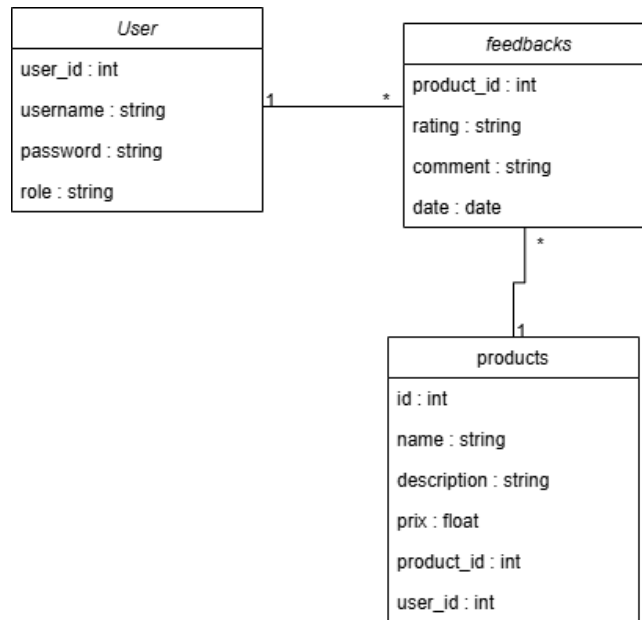 User
user_id : int
username : string
password : string
role : string
1
*
feedbacks
product_id : int
rating : string
comment : string
date : date
*
1
products
id : int
name : string
description : string
prix : float
product_id : int
user_id : int